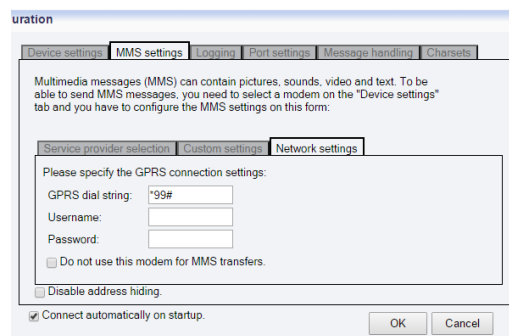 uration
Device settings MMS settings Logging Port settings Message handling Charsets
Multimedia messages (MMS) can contain pictures, sounds, video and text. To be
able to send MMS messages, you need to select a modem on the "Device settings"
tab and you have to configure the MMS settings on this form:
Service provider selection Custom settings Network settings
Please specify the GPRS connection settings:
GPRS dial string: *99#
Username:
Password:
Do not use this modem for MMS transfers.
Disable address hiding.
Connect automatically on startup.
OK Cancel